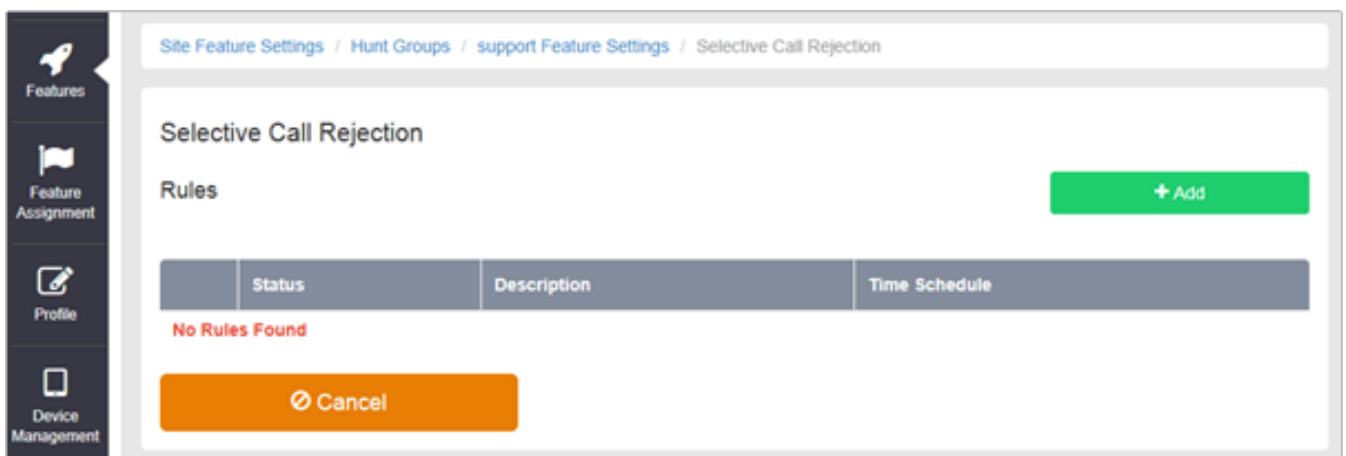 Features
Feature
Assignment
Profile
Device
Management
Site Feature Settings / Hunt Groups / support Feature Settings / Selective Call Rejection
Selective Call Rejection
Rules
+ Add
Status Description Time Schedule
No Rules Found
Cancel